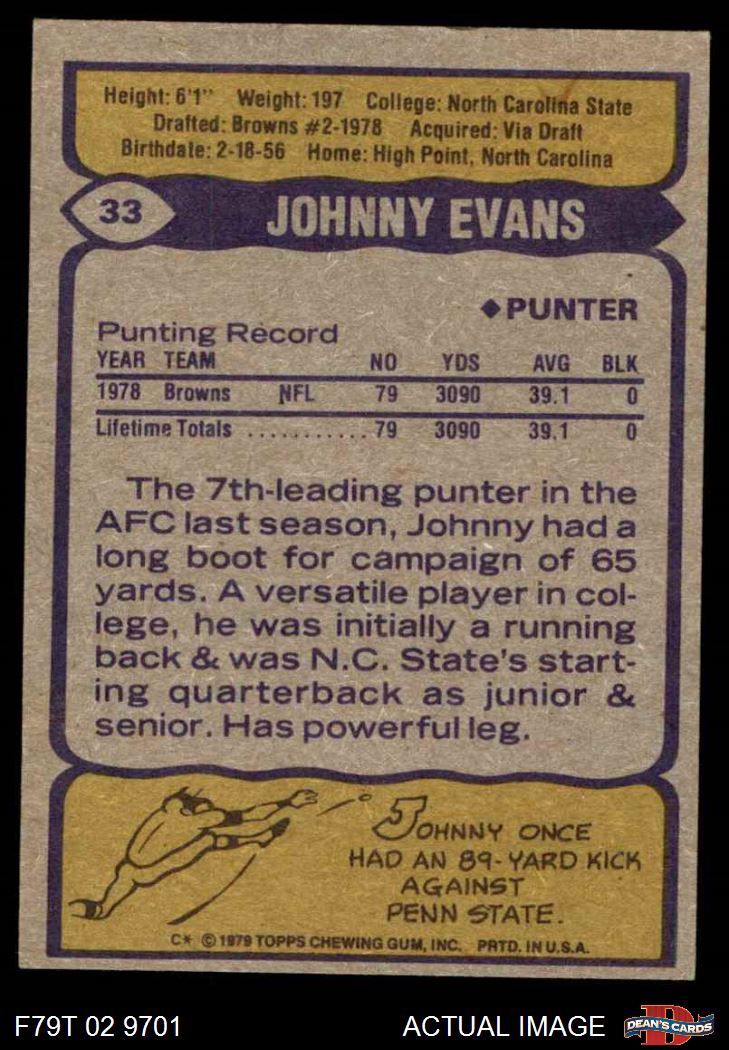 Height: 6'1" Weight: 197 College: North Carolina State
Drafted: Browns #2-1978 Acquired: Via Draft
Birthdate: 2-18-56 Home: High Point, North Carolina
33 JOHNNY EVANS
◆PUNTER
Punting Record
YEAR TEAM NO YDS AVG BLK
1978 Browns NFL 79 3090 39.1 0
Lifetime Totals ........... 79 3090 39.1 0
The 7th-leading punter in the
AFC last season, Johnny had a
long boot for campaign of 65
yards. A versatile player in col-
lege, he was initially a running
back & was N.C. State's start-
ing quarterback as junior &
senior. Has powerful leg.
JOHNNY ONCE
HAD AN 89-YARD KICK
AGAINST
PENN STATE.
C* © 1979 TOPPS CHEWING GUM, INC. PRTD. IN U.S.A.
F79T 02 9701 ACTUAL IMAGE D DEAN'S CARDS